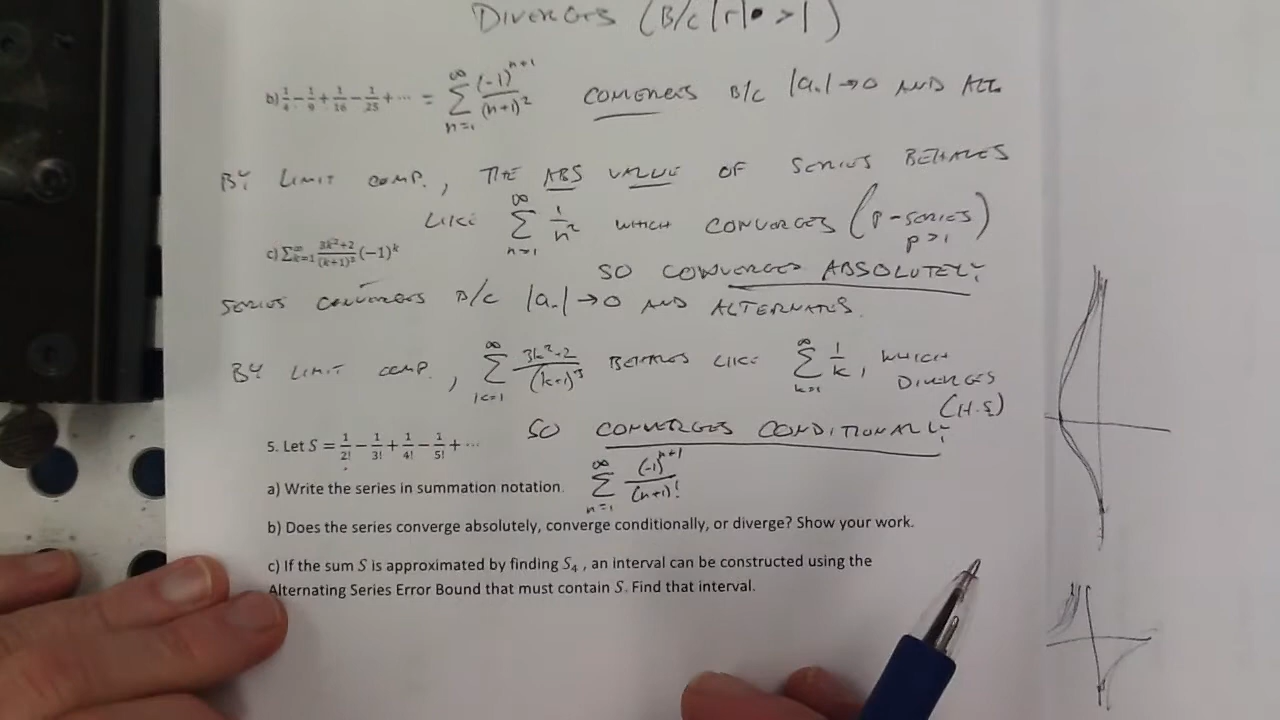 DIVERGES (B/C |r| > 1)
b) 1/4 - 1/9 + 1/16 - 1/25 + ⋯ = ∑_{n=1}^{∞} (-1)^{n+1}/(n+1)^2 CONVERGES B/C |aₙ| → 0 AND ALT.
BY LIMIT COMP., THE ABS VALUE OF SERIES BEHAVES
LIKE ∑_{n=1}^{∞} 1/n^2 WHICH CONVERGES (P-SERIES) p>1
c) ∑_{k=1}^{∞} (3k^2+2)/(k+1)^3 (-1)^k
SO CONVERGES ABSOLUTELY
SERIES CONVERGES B/C |aₙ| → 0 AND ALTERNATES.
BY LIMIT COMP., ∑_{k=1}^{∞} (3k^2+2)/(k+1)^3 BEHAVES LIKE ∑_{k=1}^{∞} 1/k, WHICH
DIVERGES
(H.S)
SO CONVERGES CONDITIONALLY
5. Let S = 1/2! - 1/3! + 1/4! - 1/5! + ⋯
a) Write the series in summation notation. ∑_{n=1}^{∞} (-1)^{n+1}/(n+1)!
b) Does the series converge absolutely, converge conditionally, or diverge? Show your work.
c) If the sum S is approximated by finding S₄ , an interval can be constructed using the
Alternating Series Error Bound that must contain S. Find that interval.